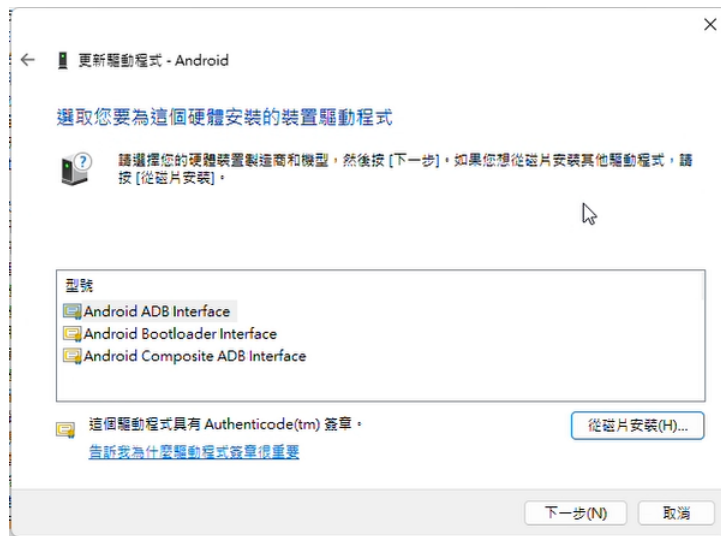 更新驅動程式 - Android
選取您要為這個硬體安裝的裝置驅動程式
請選擇您的硬體裝置製造商和機型，然後按 [下一步]。如果您想從磁片安裝其他驅動程式，請
按 [從磁片安裝]。
型號
Android ADB Interface
Android Bootloader Interface
Android Composite ADB Interface
這個驅動程式具有 Authenticode(tm) 簽章。
告訴我為什麼驅動程式簽章很重要
從磁片安裝(H)...
下一步(N)
取消